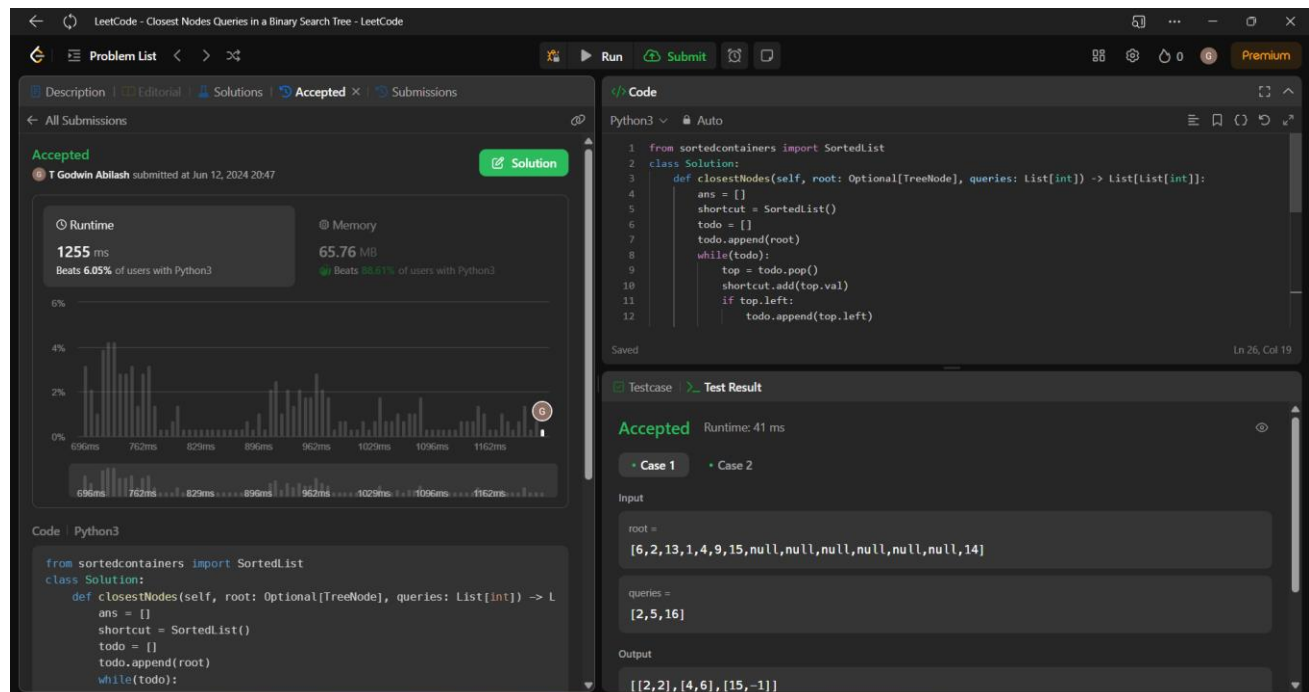 LeetCode - Closest Nodes Queries in a Binary Search Tree - LeetCode
Problem List
Run
Submit
0
G
Premium
Description | Editorial | Solutions | Accepted × | Submissions
← All Submissions
Accepted
G T Godwin Abilash submitted at Jun 12, 2024 20:47
Solution
Runtime
1255 ms
Beats 6.05% of users with Python3
Memory
65.76 MB
Beats 88.61% of users with Python3
6%
4%
2%
0%
G
696ms 762ms 829ms 896ms 962ms 1029ms 1096ms 1162ms
696ms 762ms 829ms 896ms 962ms 1029ms 1096ms 1162ms
Code | Python3
from sortedcontainers import SortedList
class Solution:
def closestNodes(self, root: Optional[TreeNode], queries: List[int]) -> L
ans = []
shortcut = SortedList()
todo = []
todo.append(root)
while(todo):
</> Code
Python3 Auto
1 from sortedcontainers import SortedList
2 class Solution:
3 def closestNodes(self, root: Optional[TreeNode], queries: List[int]) -> List[List[int]]:
4 ans = []
5 shortcut = SortedList()
6 todo = []
7 todo.append(root)
8 while(todo):
9 top = todo.pop()
10 shortcut.add(top.val)
11 if top.left:
12 todo.append(top.left)
Saved
Ln 26, Col 19
Testcase | >_ Test Result
Accepted Runtime: 41 ms
• Case 1 • Case 2
Input
root =
[6,2,13,1,4,9,15,null,null,null,null,null,null,14]
queries =
[2,5,16]
Output
[[2,2],[4,6],[15,-1]]